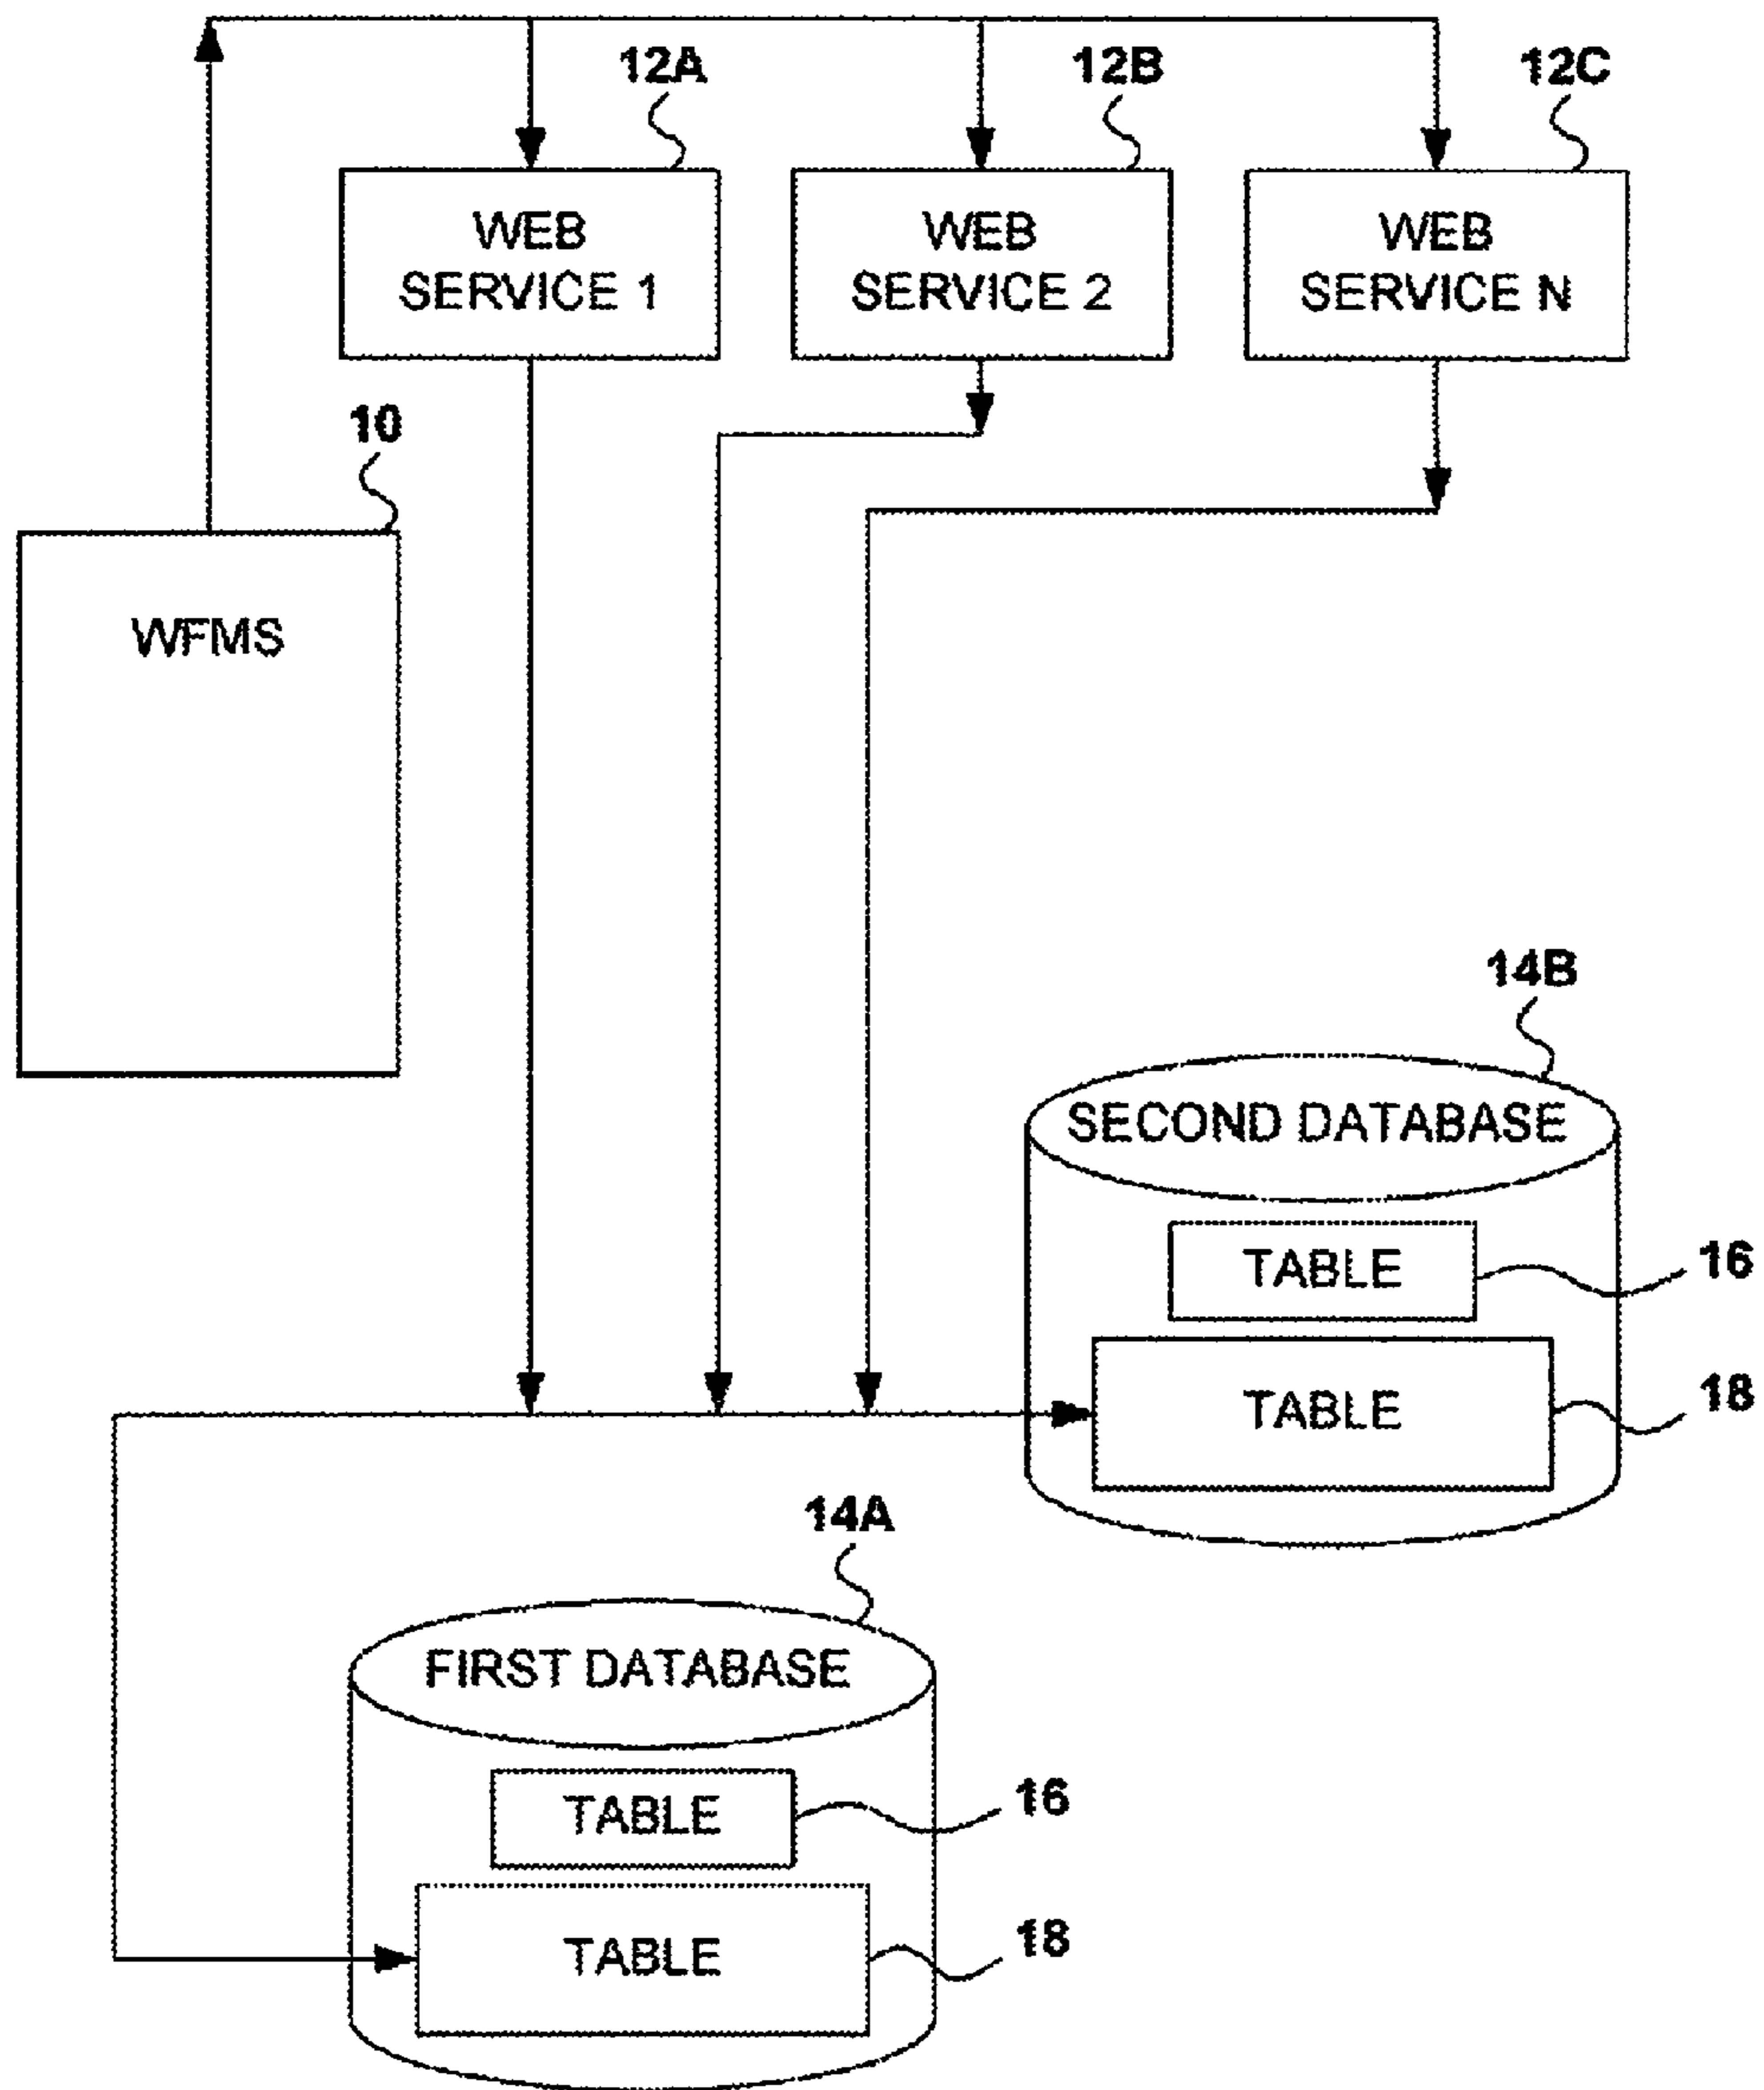 12A
12B
12C
WEB
SERVICE 1
WEB
SERVICE 2
WEB
SERVICE N
10
WFMS
14B
SECOND DATABASE
TABLE
16
TABLE
18
14A
FIRST DATABASE
TABLE
16
TABLE
18